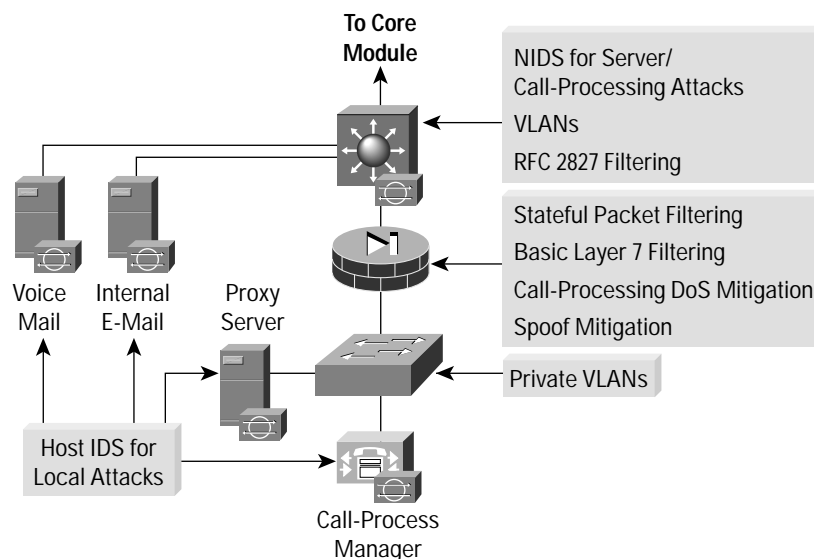 To Core
Module
NIDS for Server/
Call-Processing Attacks
VLANs
RFC 2827 Filtering
Stateful Packet Filtering
Basic Layer 7 Filtering
Call-Processing DoS Mitigation
Spoof Mitigation
Voice
Mail
Internal
E-Mail
Proxy
Server
Private VLANs
Host IDS for
Local Attacks
Call-Process
Manager